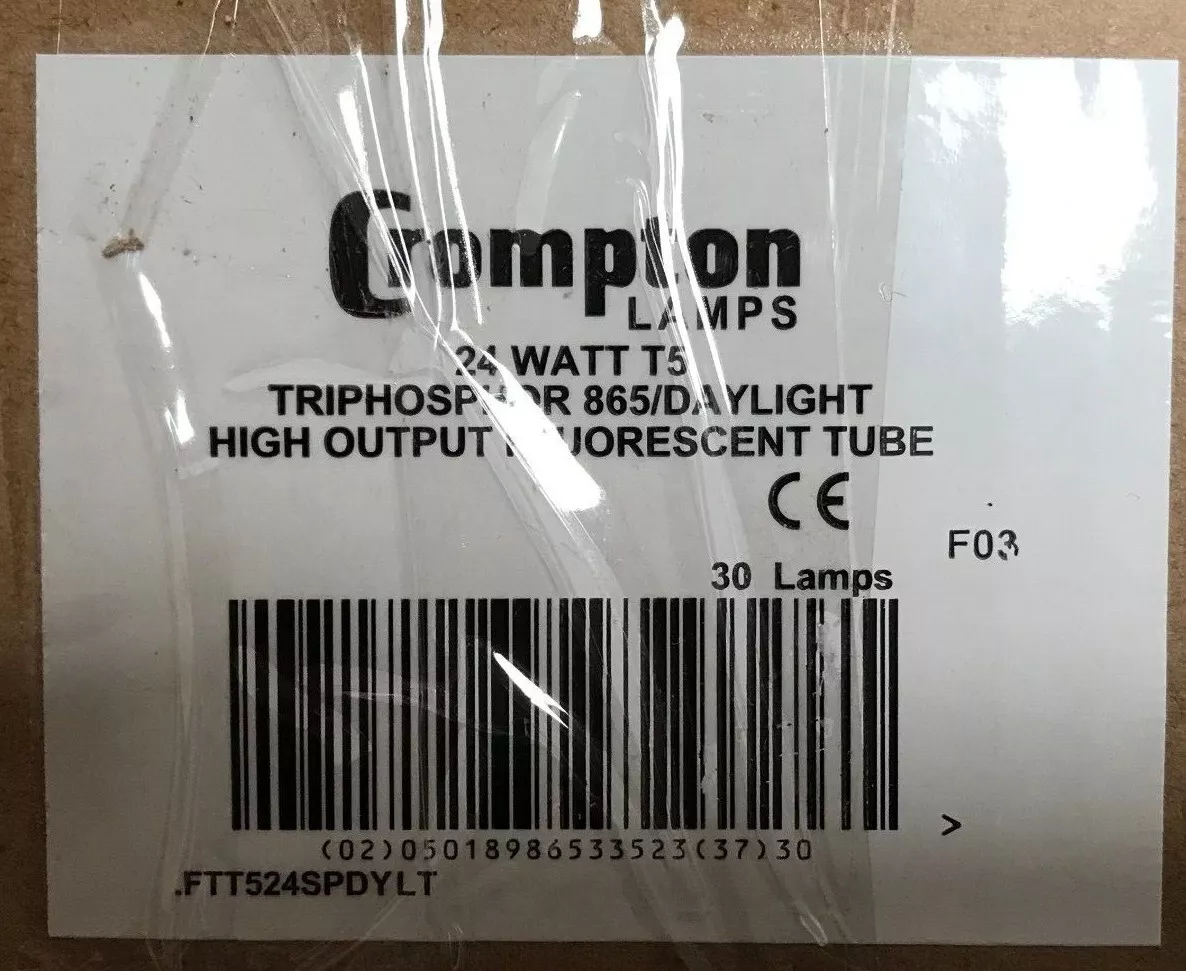 Crompton
LAMPS
24 WATT T5
TRIPHOSPHOR 865/DAYLIGHT
HIGH OUTPUT FLUORESCENT TUBE
CE
F03
30 Lamps
>
(02)05018986533523(37)30
.FTT524SPDYLT